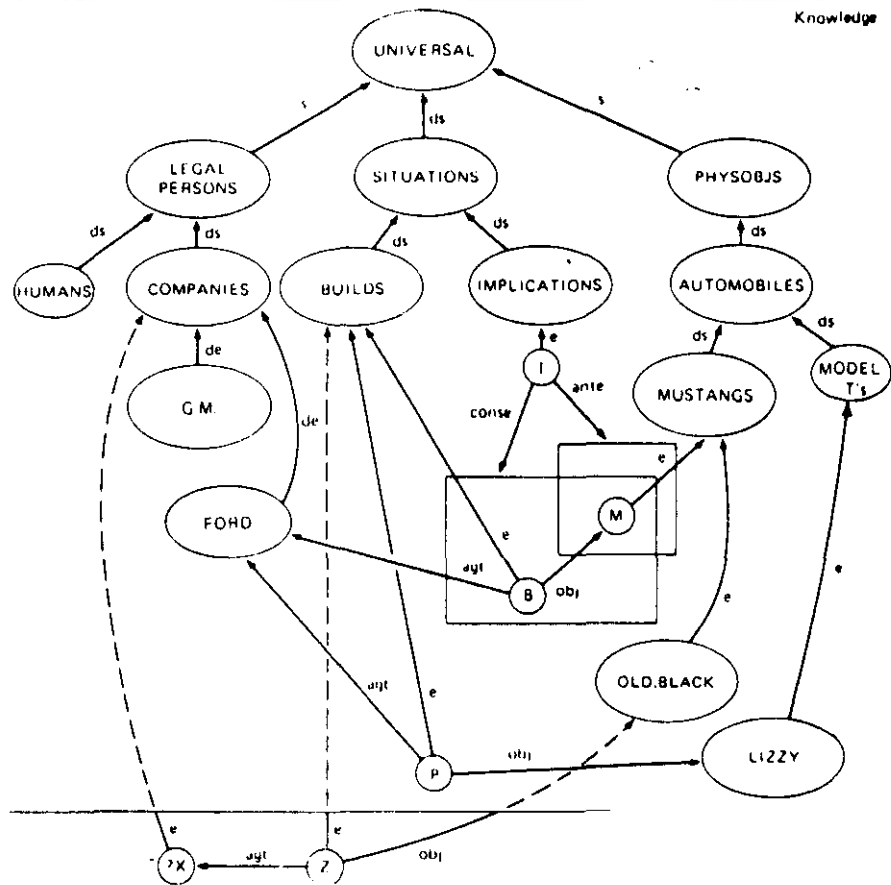 Knowledge
UNIVERSAL
s
ds
s
LEGAL
PERSONS
SITUATIONS
PHYSOBJS
ds
ds
ds
ds
ds
HUMANS
COMPANIES
BUILDS
IMPLICATIONS
AUTOMOBILES
de
e
ds
ds
I
MODEL
T's
G.M.
conse
ante
MUSTANGS
de
e
M
FORD
e
agt
B
obj
e
e
OLD.BLACK
agt
e
P
obj
LIZZY
e
e
?X
agt
Z
obj